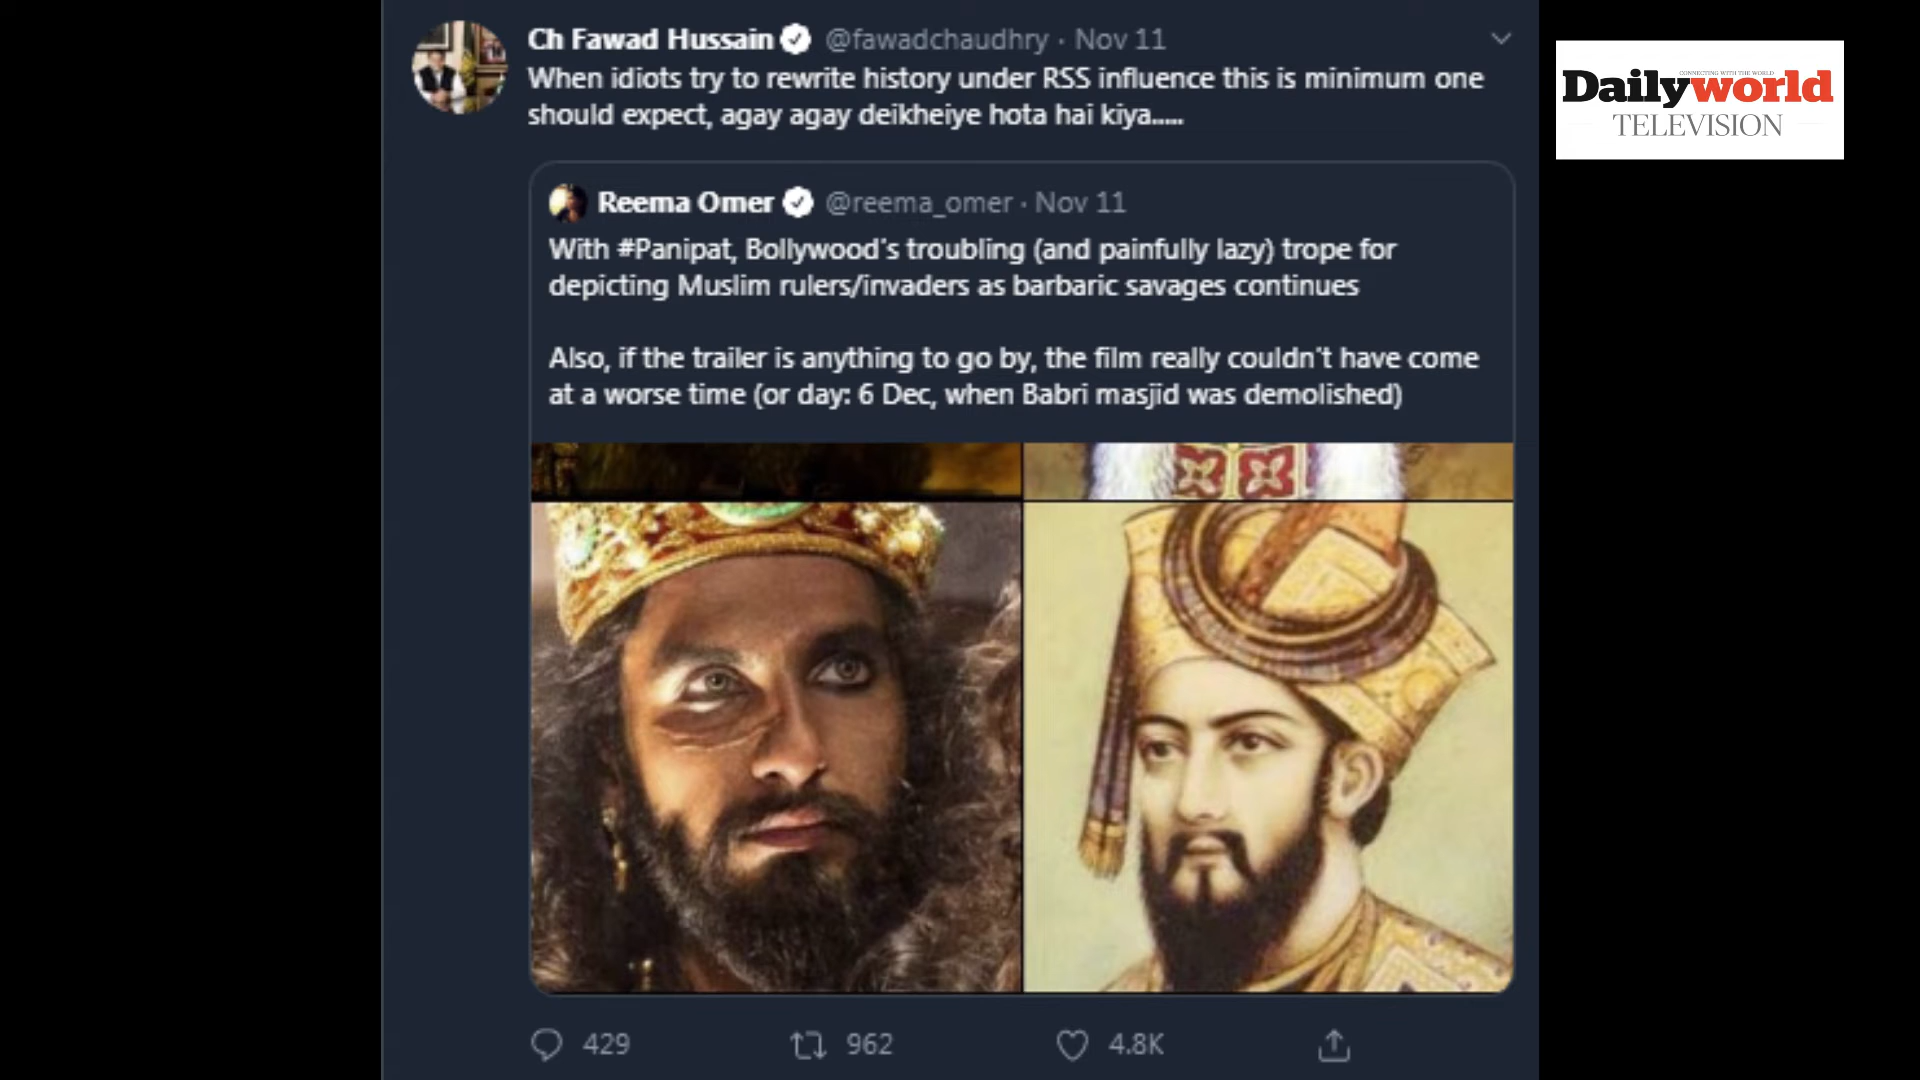 Ch Fawad Hussain @fawadchaudhry · Nov 11
When idiots try to rewrite history under RSS influence this is minimum one
should expect, agay agay deikheiye hota hai kiya.....
Reema Omer @reema_omer · Nov 11
With #Panipat, Bollywood's troubling (and painfully lazy) trope for
depicting Muslim rulers/invaders as barbaric savages continues
Also, if the trailer is anything to go by, the film really couldn't have come
at a worse time (or day: 6 Dec, when Babri masjid was demolished)
429 962 4.8K
CONNECTING WITH THE WORLD
Dailyworld
TELEVISION